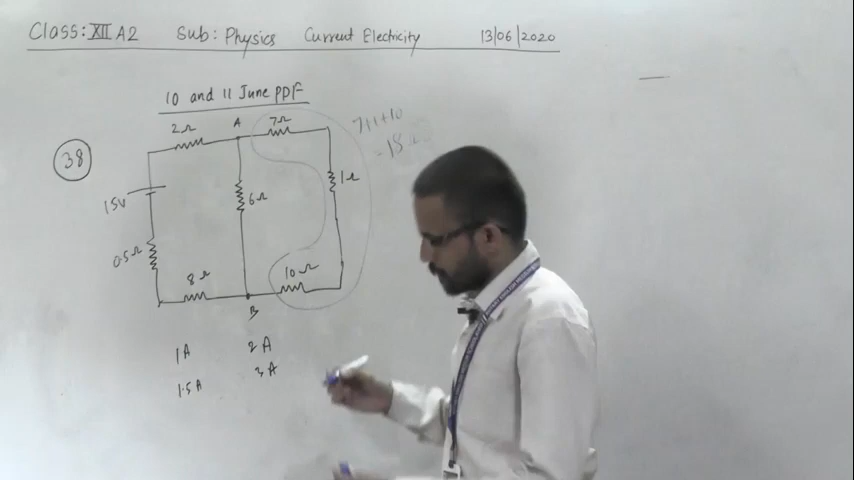 Class: XII A2 Sub: Physics Current Electricity 13/06/2020
10 and 11 June PPF
38
2Ω
A
7Ω
7+1+10
= 18
1Ω
15V
6Ω
0.5Ω
8Ω
10Ω
B
1A 2A
1.5A 3A